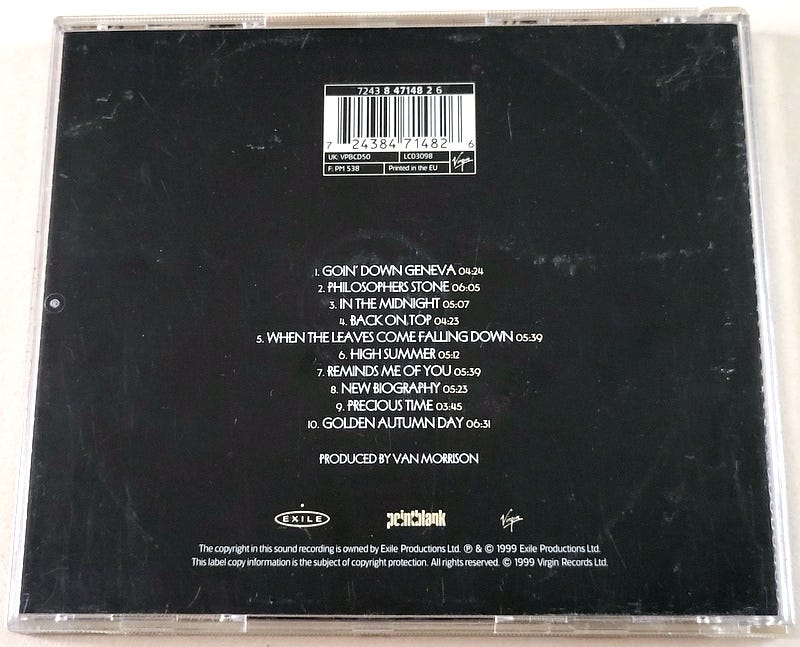 7243 8 47148 2 6
7 24384 71482 6
UK: VPBCD50 LC03098
F: PM 538 Printed in the EU Virgin
1. GOIN' DOWN GENEVA 04:24
2. PHILOSOPHERS STONE 06:05
3. IN THE MIDNIGHT 05:07
4. BACK ON TOP 04:23
5. WHEN THE LEAVES COME FALLING DOWN 05:39
6. HIGH SUMMER 05:12
7. REMINDS ME OF YOU 05:39
8. NEW BIOGRAPHY 05:23
9. PRECIOUS TIME 03:45
10. GOLDEN AUTUMN DAY 06:31
PRODUCED BY VAN MORRISON
EXILE pointblank Virgin
The copyright in this sound recording is owned by Exile Productions Ltd. ℗ & © 1999 Exile Productions Ltd.
This label copy information is the subject of copyright protection. All rights reserved. © 1999 Virgin Records Ltd.